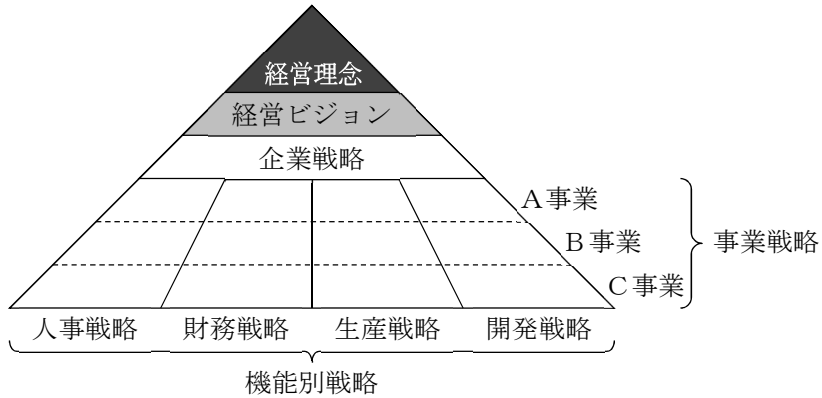 経営理念
経営ビジョン
企業戦略
A事業
B事業
C事業
事業戦略
人事戦略 財務戦略 生産戦略 開発戦略
機能別戦略